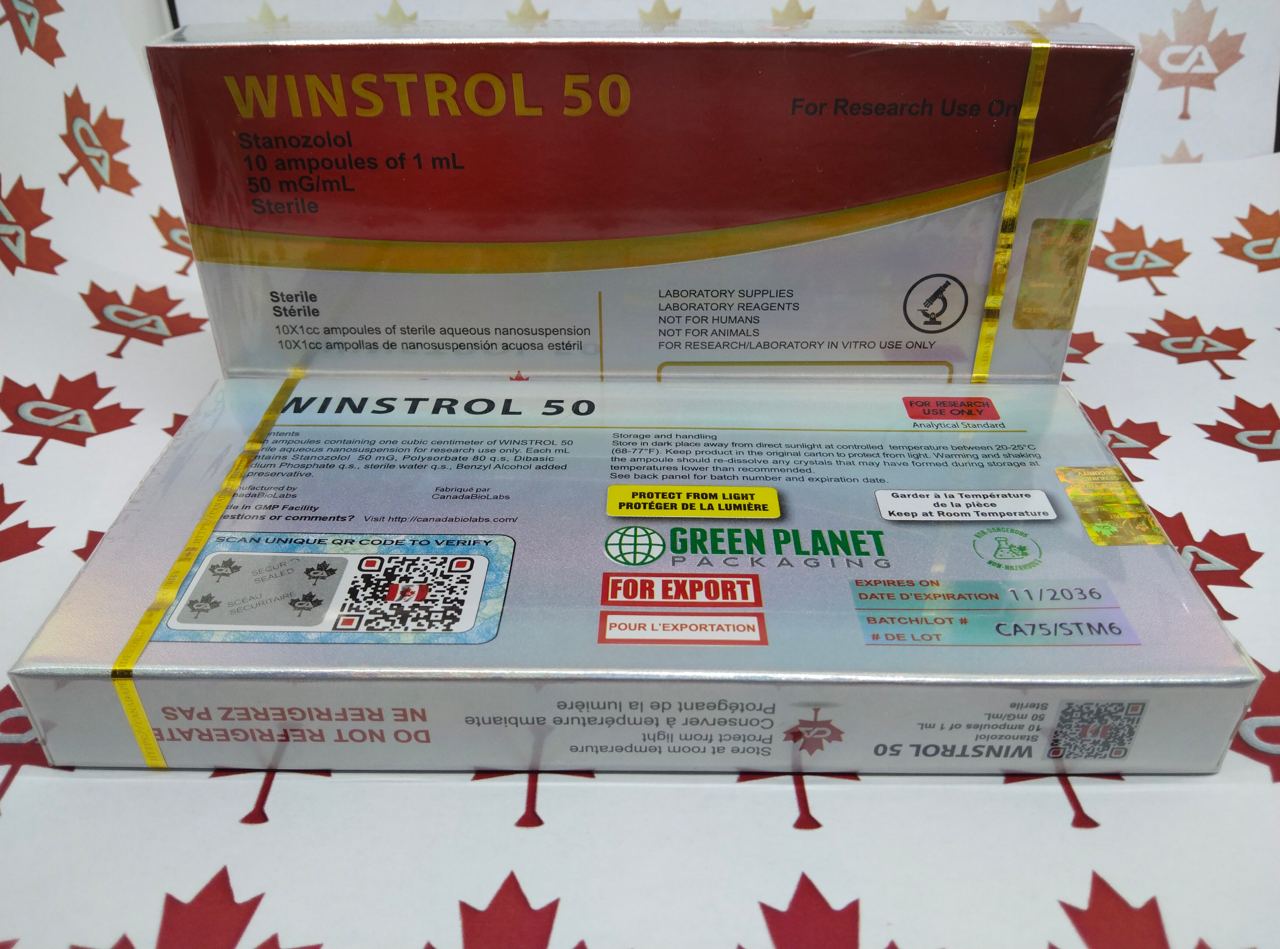 WINSTROL 50
For Research Use On
Stanozolol
10 ampoules of 1 mL
50 mG/mL
Sterile
Sterile
Stérile
10X1cc ampoules of sterile aqueous nanosuspension
10X1cc ampollas de nanosuspensión acuosa estéril
LABORATORY SUPPLIES
LABORATORY REAGENTS
NOT FOR HUMANS
NOT FOR ANIMALS
FOR RESEARCH/LABORATORY IN VITRO USE ONLY
WINSTROL 50
FOR RESEARCH
USE ONLY
Analytical Standard
ampoules containing one cubic centimeter of WINSTROL 50
aqueous nanosuspension for research use only. Each mL
Stanozolol 50 mG, Polysorbate 80 q.s., Dibasic
Phosphate q.s., sterile water q.s., Benzyl Alcohol added
Storage and handling
Store in dark place away from direct sunlight at controlled temperature between 20-25°C
(68-77°F). Keep product in the original carton to protect from light. Warming and shaking
the ampoule should re-dissolve any crystals that may have formed during storage at
temperatures lower than recommended.
See back panel for batch number and expiration date.
Fabriqué par
CanadaBioLabs
in GMP Facility
or comments? Visit http://canadabiolabs.com/
PROTECT FROM LIGHT
PROTÉGER DE LA LUMIÈRE
Garder à la Température
de la pièce
Keep at Room Temperature
SCAN UNIQUE QR CODE TO VERIFY
SEALED
SCEAU
SÉCURITAIRE
CA
GREEN PLANET
PACKAGING
NON-DANGEROUS
NON-HAZARDOUS
FOR EXPORT
POUR L'EXPORTATION
EXPIRES ON
DATE D'EXPIRATION 11/2036
BATCH/LOT #
# DE LOT CA75/STM6
WINSTROL 50
Stanozolol
10 ampoules of 1 mL
50 mG/mL
Sterile
CA
Store at room temperature
Protect from light
Conserver à température ambiante
Protégeant de la lumière
DO NOT REFRIGERATE
NE REFRIGEREZ PAS